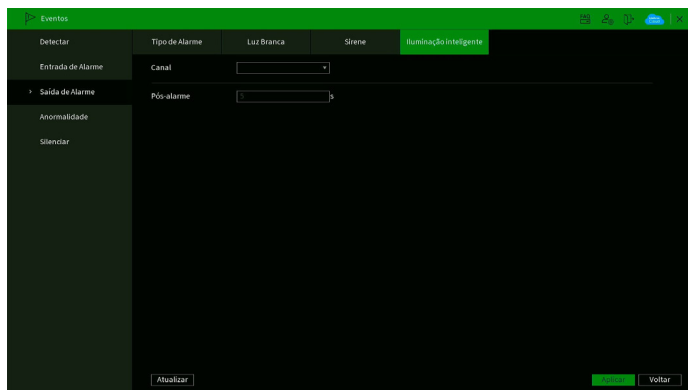 Eventos
Detectar
Entrada de Alarme
> Saída de Alarme
Anormalidade
Silenciar
Tipo de Alarme
Luz Branca
Sirene
Iluminação inteligente
Canal
Pós-alarme
5
s
Atualizar
Aplicar
Voltar